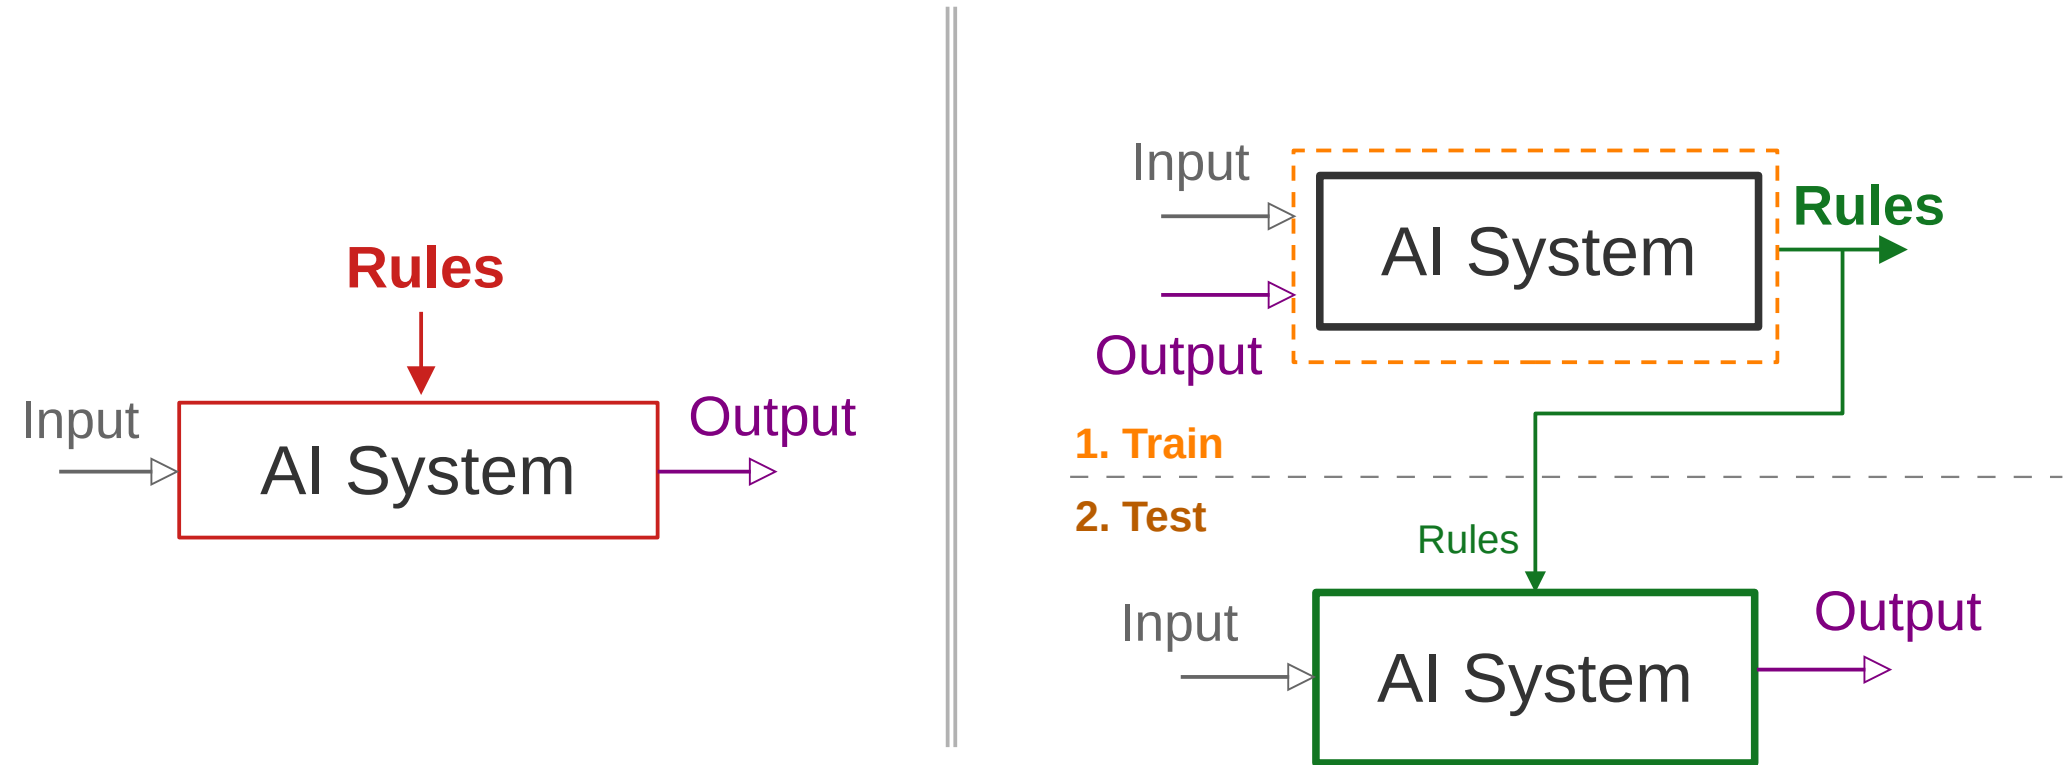 Rules
Input
Output
AI System
Input
AI System
Rules
Output
1. Train
2. Test
Rules
Input
Output
AI System